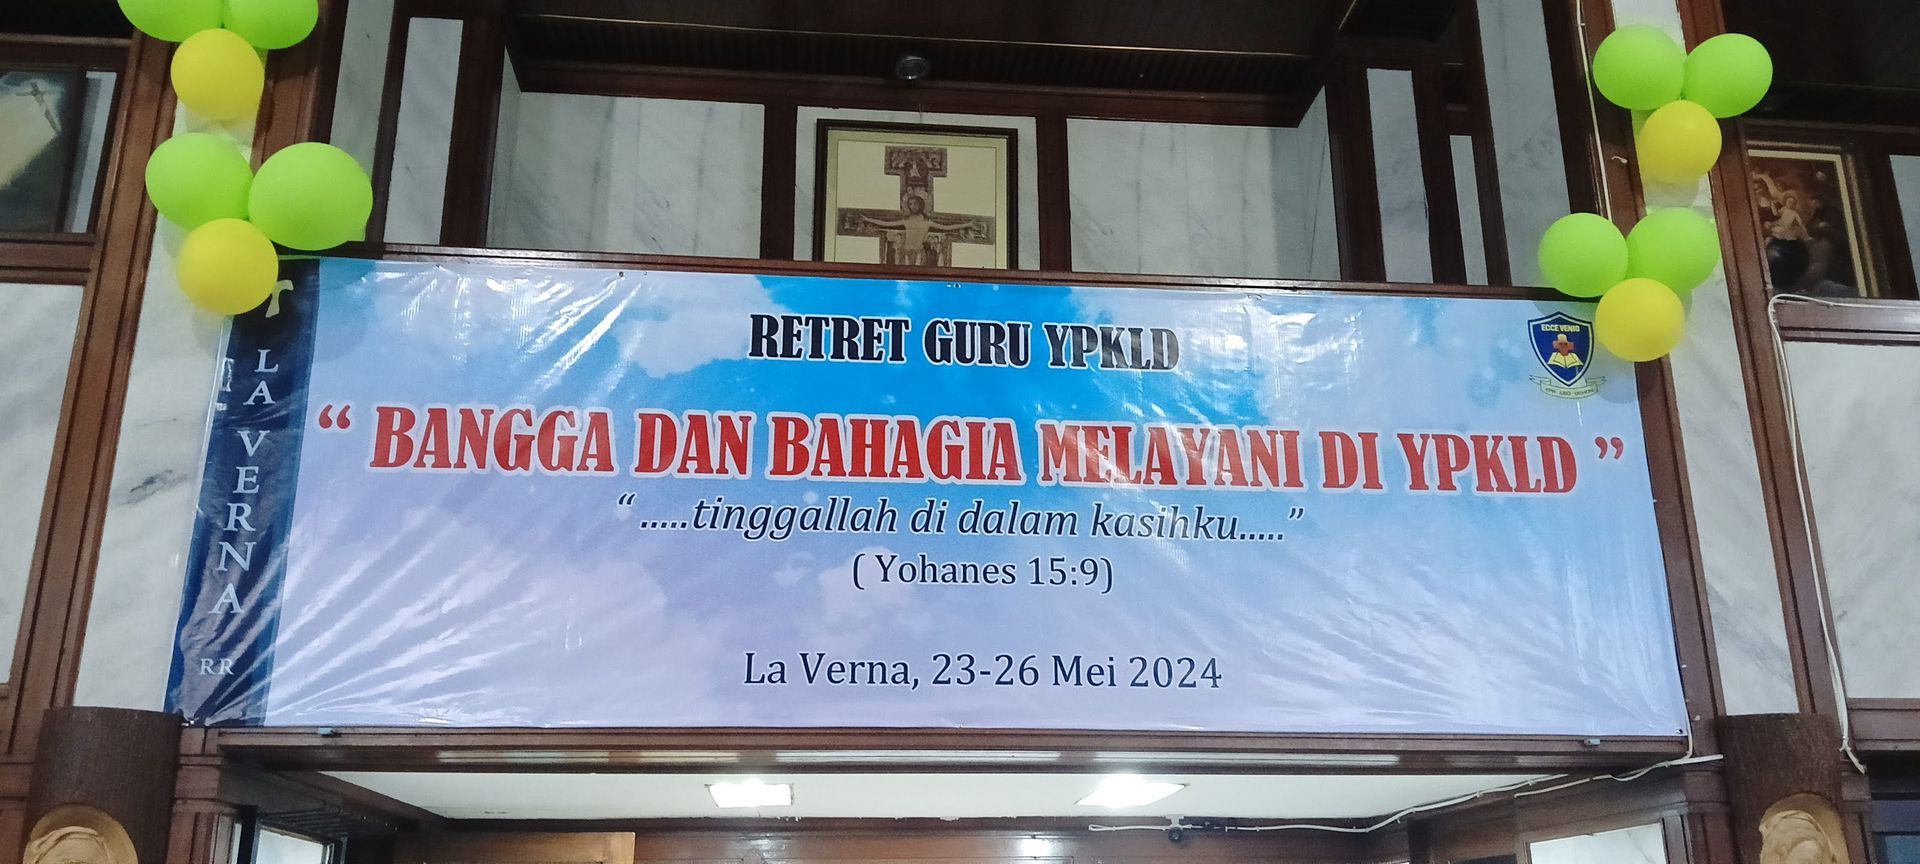 RETRET GURU YPKLD
ECCE VENIO
“ BANGGA DAN BAHAGIA MELAYANI DI YPKLD ”
“ .....tinggallah di dalam kasihku..... ”
( Yohanes 15:9)
La Verna, 23-26 Mei 2024
LA VERNA
RR